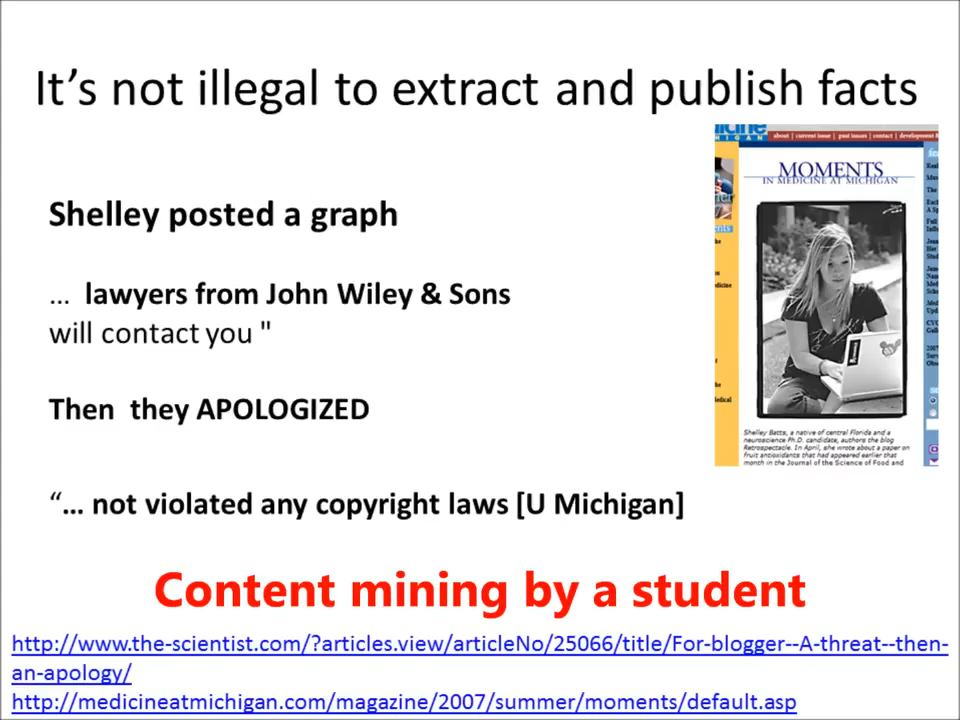 It's not illegal to extract and publish facts
Shelley posted a graph
... lawyers from John Wiley & Sons
will contact you "
Then they APOLOGIZED
“... not violated any copyright laws [U Michigan]
Content mining by a student
http://www.the-scientist.com/?articles.view/articleNo/25066/title/For-blogger--A-threat--then-
an-apology/
http://medicineatmichigan.com/magazine/2007/summer/moments/default.asp
about | current issue | past issues | contact | development
MOMENTS
IN MEDICINE AT MICHIGAN
Shelley Batts, a native of central Florida and a
neuroscience Ph.D. candidate, authors the blog
Retrospectacle. In April, she wrote about a paper on
fruit antioxidants that had appeared earlier that
month in the Journal of the Science of Food and